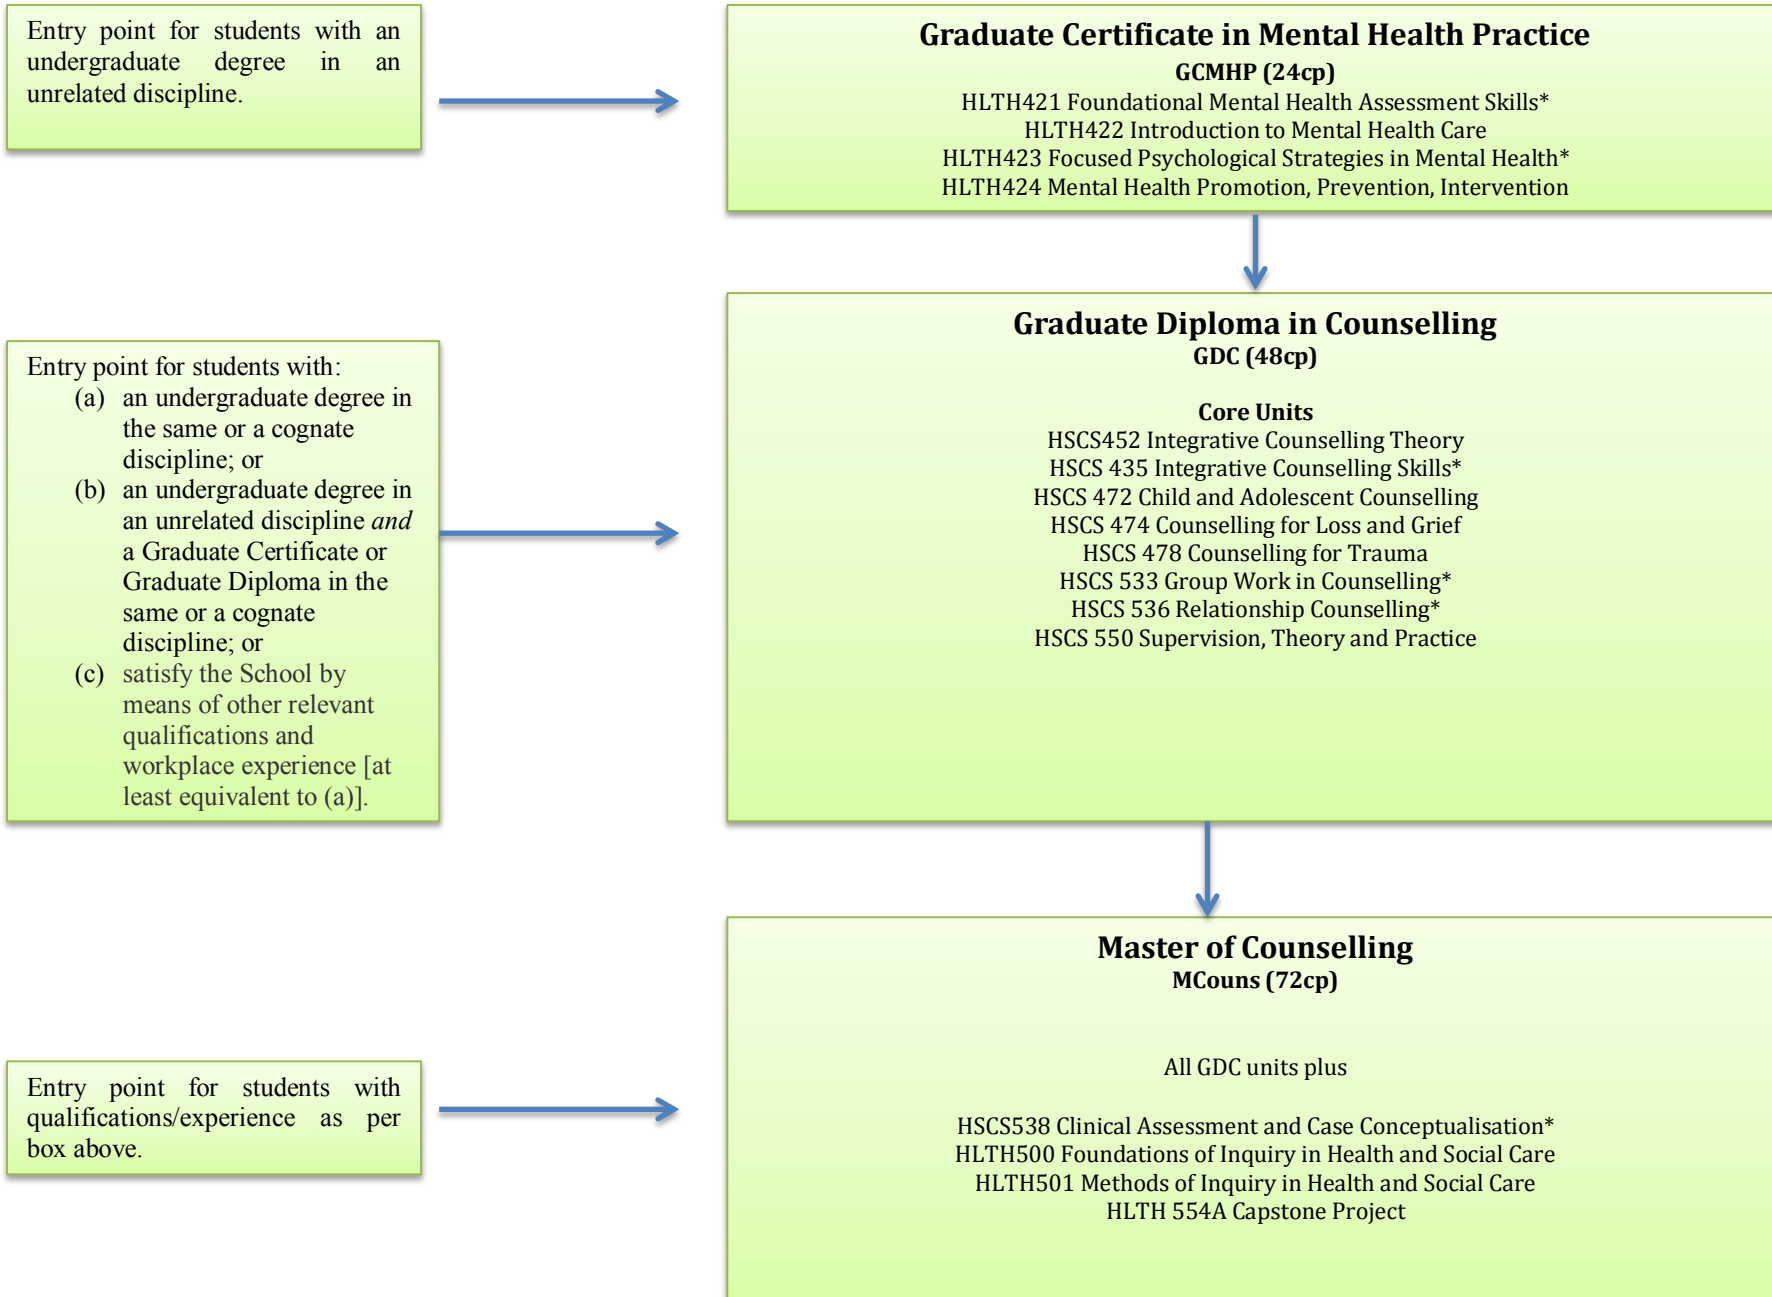 Entry point for students with an
undergraduate degree in an
unrelated discipline.
Graduate Certificate in Mental Health Practice
GCMHP (24cp)
HLTH421 Foundational Mental Health Assessment Skills*
HLTH422 Introduction to Mental Health Care
HLTH423 Focused Psychological Strategies in Mental Health*
HLTH424 Mental Health Promotion, Prevention, Intervention
Entry point for students with:
(a) an undergraduate degree in
the same or a cognate
discipline; or
(b) an undergraduate degree in
an unrelated discipline and
a Graduate Certificate or
Graduate Diploma in the
same or a cognate
discipline; or
(c) satisfy the School by
means of other relevant
qualifications and
workplace experience [at
least equivalent to (a)].
Graduate Diploma in Counselling
GDC (48cp)
Core Units
HSCS452 Integrative Counselling Theory
HSCS 435 Integrative Counselling Skills*
HSCS 472 Child and Adolescent Counselling
HSCS 474 Counselling for Loss and Grief
HSCS 478 Counselling for Trauma
HSCS 533 Group Work in Counselling*
HSCS 536 Relationship Counselling*
HSCS 550 Supervision, Theory and Practice
Entry point for students with
qualifications/experience as per
box above.
Master of Counselling
MCouns (72cp)
All GDC units plus
HSCS538 Clinical Assessment and Case Conceptualisation*
HLTH500 Foundations of Inquiry in Health and Social Care
HLTH501 Methods of Inquiry in Health and Social Care
HLTH 554A Capstone Project